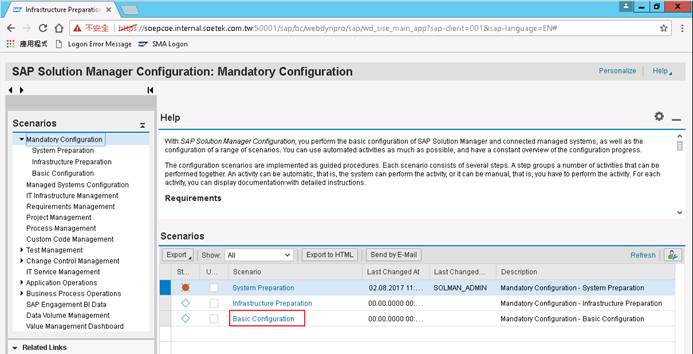 Infrastructure Preparatio
不安全
https://soepcoe.internal.soetek.com.tw:50001/sap/bc/webdynpro/sap/wd_sise_main_app?sap-client=001&sap-language=EN#
應用程式
Logon Error Message
SMA Logon
SAP Solution Manager Configuration: Mandatory Configuration
Personalize
Help
Scenarios
Mandatory Configuration
System Preparation
Infrastructure Preparation
Basic Configuration
Managed Systems Configuration
IT Infrastructure Management
Requirements Management
Project Management
Process Management
Custom Code Management
Test Management
Change Control Management
IT Service Management
Application Operations
Business Process Operations
SAP Engagement BI Data
Data Volume Management
Value Management Dashboard
Related Links
Help
With SAP Solution Manager Configuration, you perform the basic configuration of SAP Solution Manager and connected managed systems, as well as the
configuration of a range of scenarios. You can use automated activities as much as possible, and have a constant overview of the configuration progress.
The configuration scenarios are implemented as guided procedures. Each scenario consists of several steps. A step groups a number of activities that can be
performed together. An activity can be automatic, that is, the system can perform the activity, or it can be manual, that is, you have to perform the activity. For each
activity, you can display documentation with detailed instructions.
Requirements
Scenarios
Export
Show:
All
Export to HTML
Send by E-Mail
Refresh
St...
U...
Scenario
Last Changed At
Last Changed...
Description
System Preparation
02.08.2017 11:...
SOLMAN_ADMIN
Mandatory Configuration - System Preparation
Infrastructure Preparation
00.00.0000 00:...
Mandatory Configuration - Infrastructure Preparation
Basic Configuration
00.00.0000 00:...
Mandatory Configuration - Basic Configuration